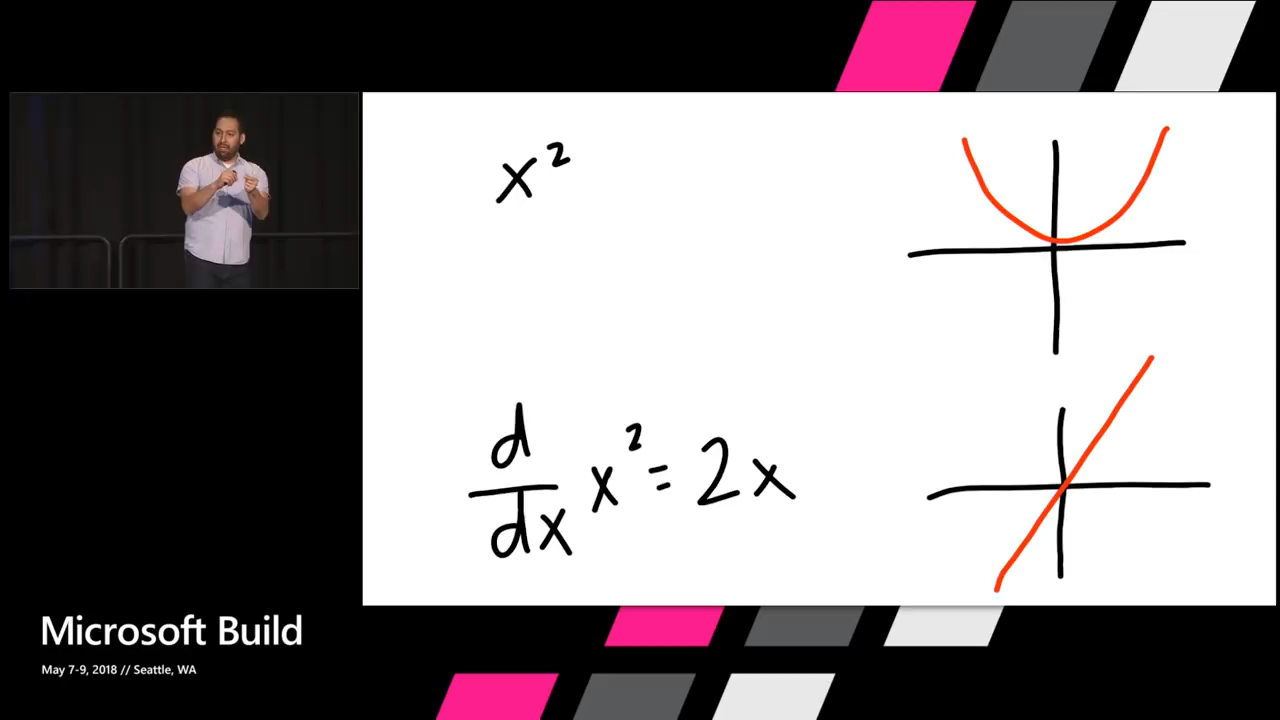 x²
d/dx x² = 2x
Microsoft Build
May 7-9, 2018 // Seattle, WA